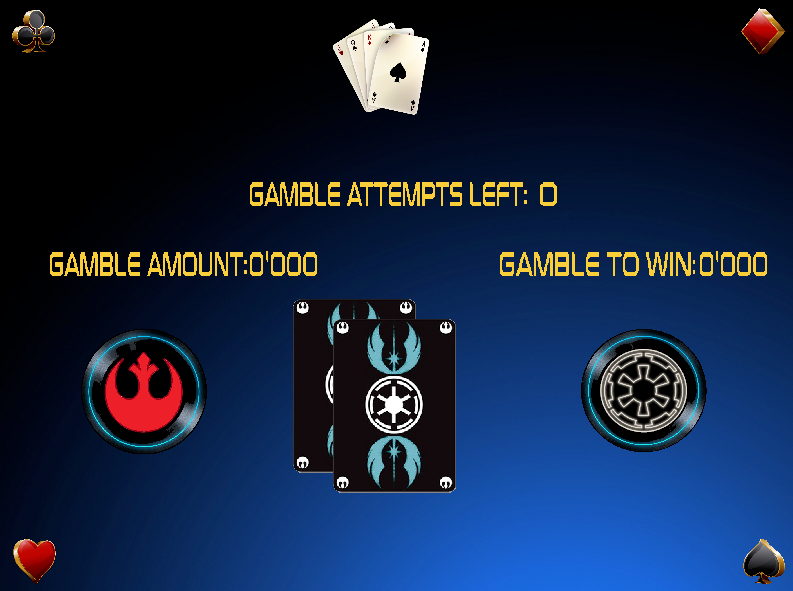 GAMBLE ATTEMPTS LEFT: 0
GAMBLE AMOUNT:0'000
GAMBLE TO WIN:0'000